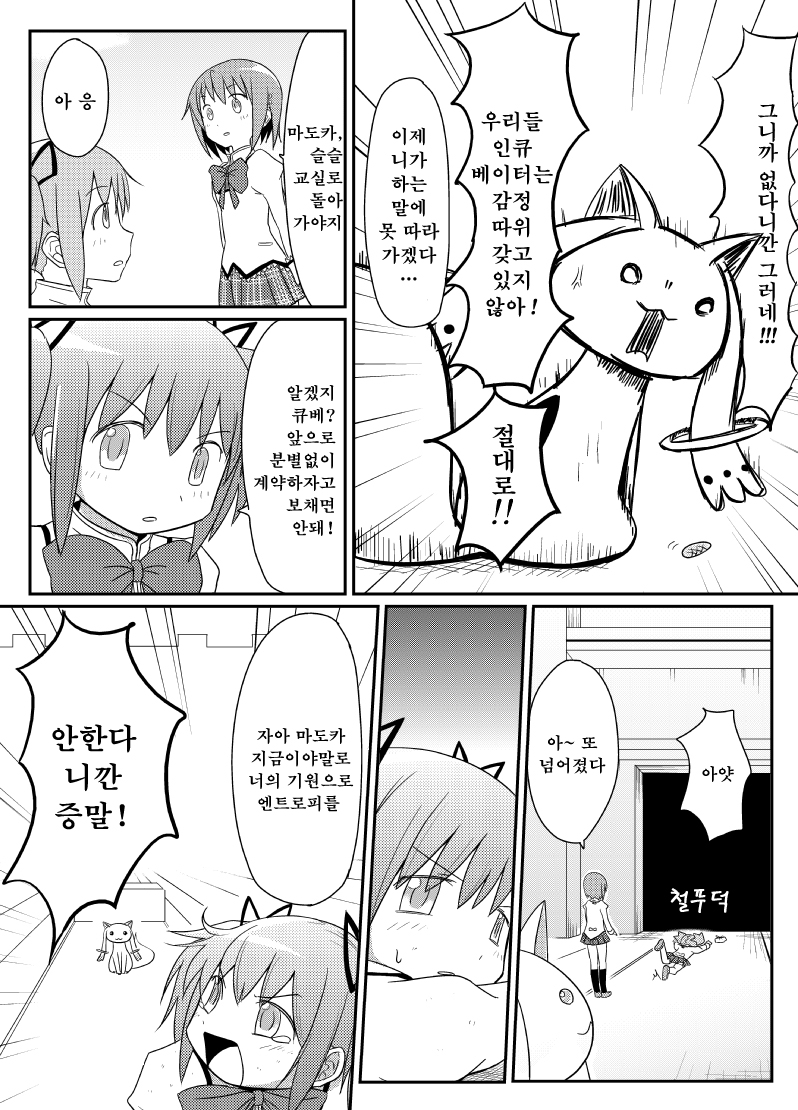 그니까 없다니깐 그러네!!!
우리들
인큐
베이터는
감정
따위
갖고
있지
않아!
절
대
로!!
이제
니가
하는
말에
못 따라
가겠다
…
마도카,
슬슬
교실로
돌아
가야지
아 응
알겠지
큐베?
앞으로
분별없이
계약하자고
보채면
안돼!
아얏
철푸덕
아~ 또
넘어졌다
자아 마도카
지금이야말로
너의 기원으로
엔트로피를
안한다
니깐
증말!